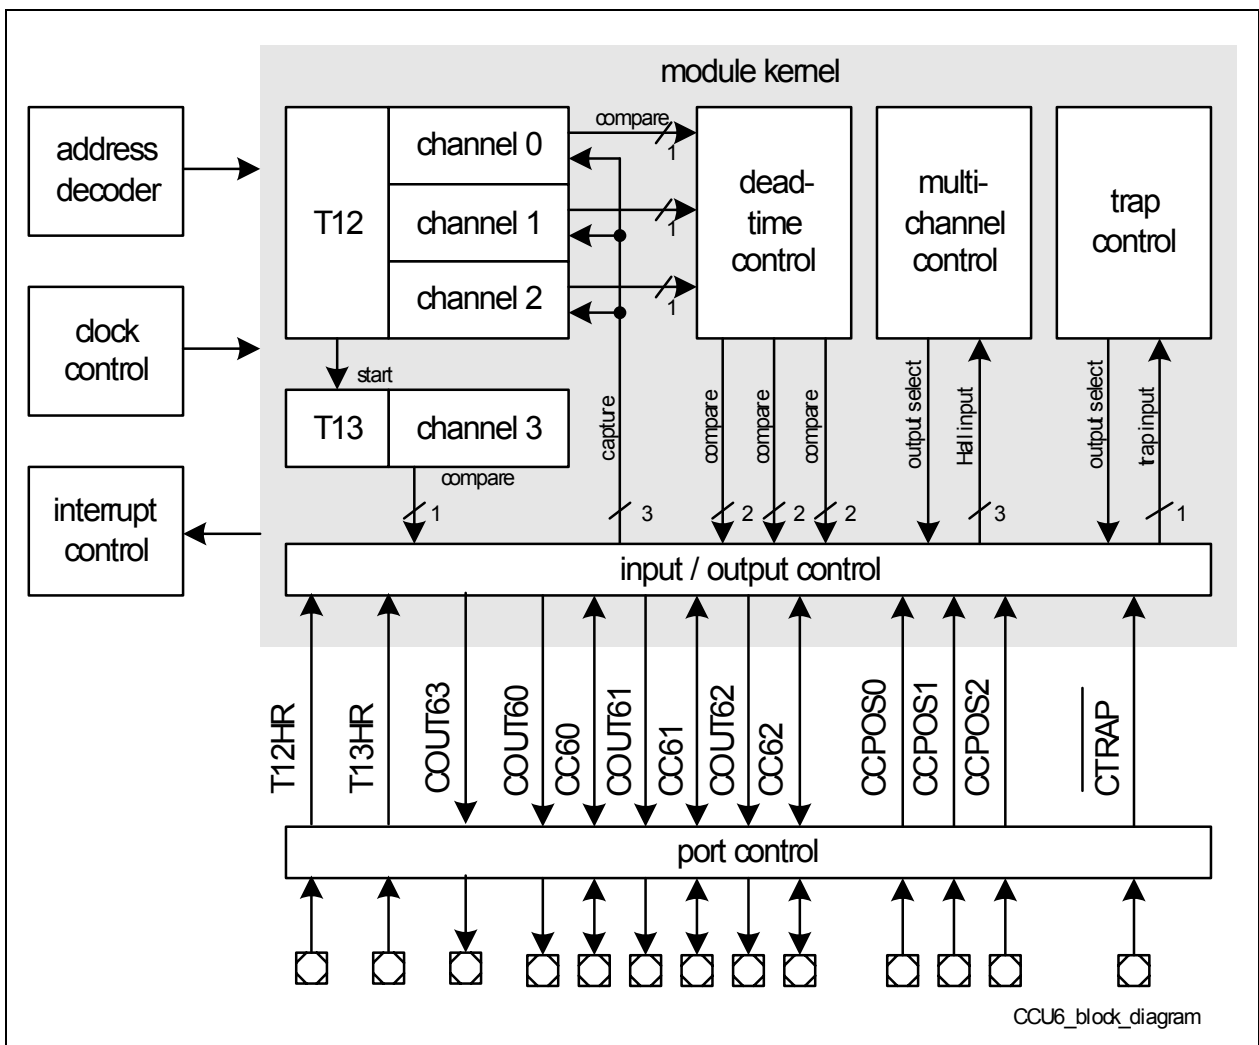 module kernel
address
decoder
clock
control
interrupt
control
T12
channel 0
channel 1
channel 2
compare
1
1
1
dead-
time
control
multi-
channel
control
trap
control
start
T13
channel 3
compare
1
capture
3
compare
2
compare
2
compare
2
output select
Hall input
3
output select
trap input
1
input / output control
T12HR
T13HR
COUT63
COUT60
CC60
COUT61
CC61
COUT62
CC62
CCPOS0
CCPOS1
CCPOS2
CTRAP
port control
CCU6_block_diagram